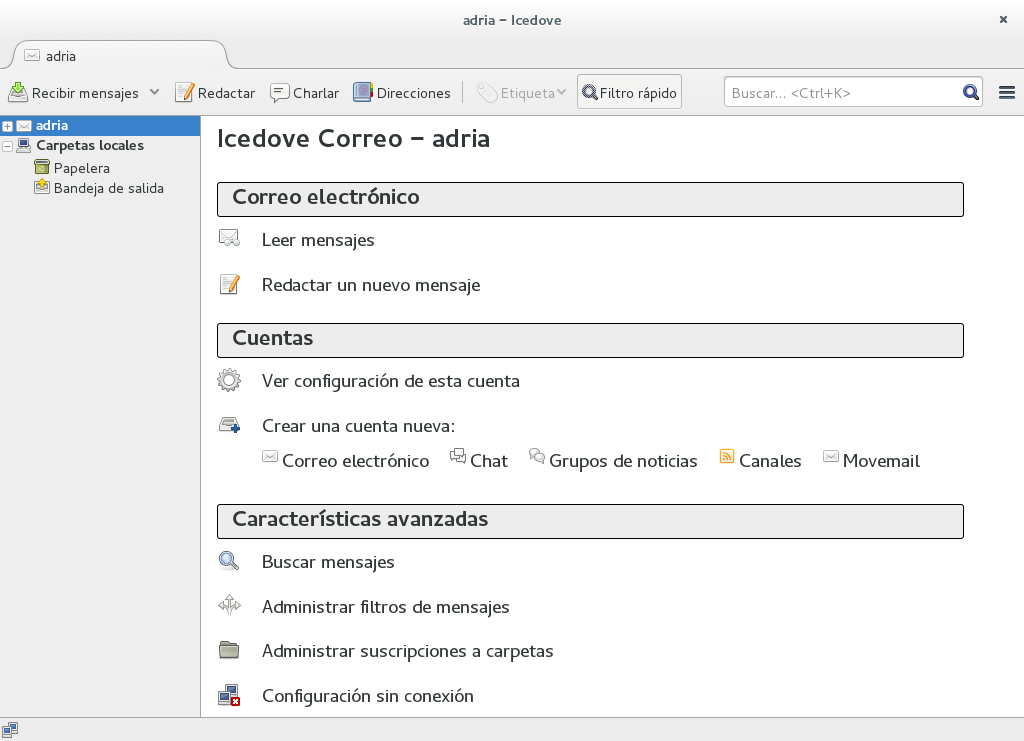 adria – Icedove
adria
Recibir mensajes Redactar Charlar Direcciones Etiqueta Filtro rápido Buscar... <Ctrl+K>
adria
Carpetas locales
Papelera
Bandeja de salida
Icedove Correo – adria
Correo electrónico
Leer mensajes
Redactar un nuevo mensaje
Cuentas
Ver configuración de esta cuenta
Crear una cuenta nueva:
Correo electrónico Chat Grupos de noticias Canales Movemail
Características avanzadas
Buscar mensajes
Administrar filtros de mensajes
Administrar suscripciones a carpetas
Configuración sin conexión